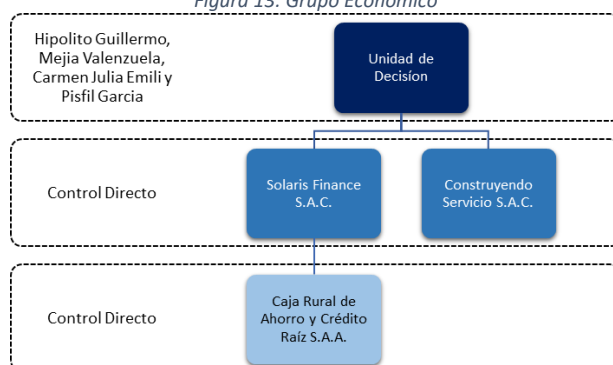 Figura 13. Grupo Económico
Hipolito Guillermo,
Mejia Valenzuela,
Carmen Julia Emili y
Pisfil Garcia
Unidad de
Decisíon
Control Directo
Solaris Finance
S.A.C.
Construyendo
Servicio S.A.C.
Control Directo
Caja Rural de
Ahorro y Crédito
Raíz S.A.A.